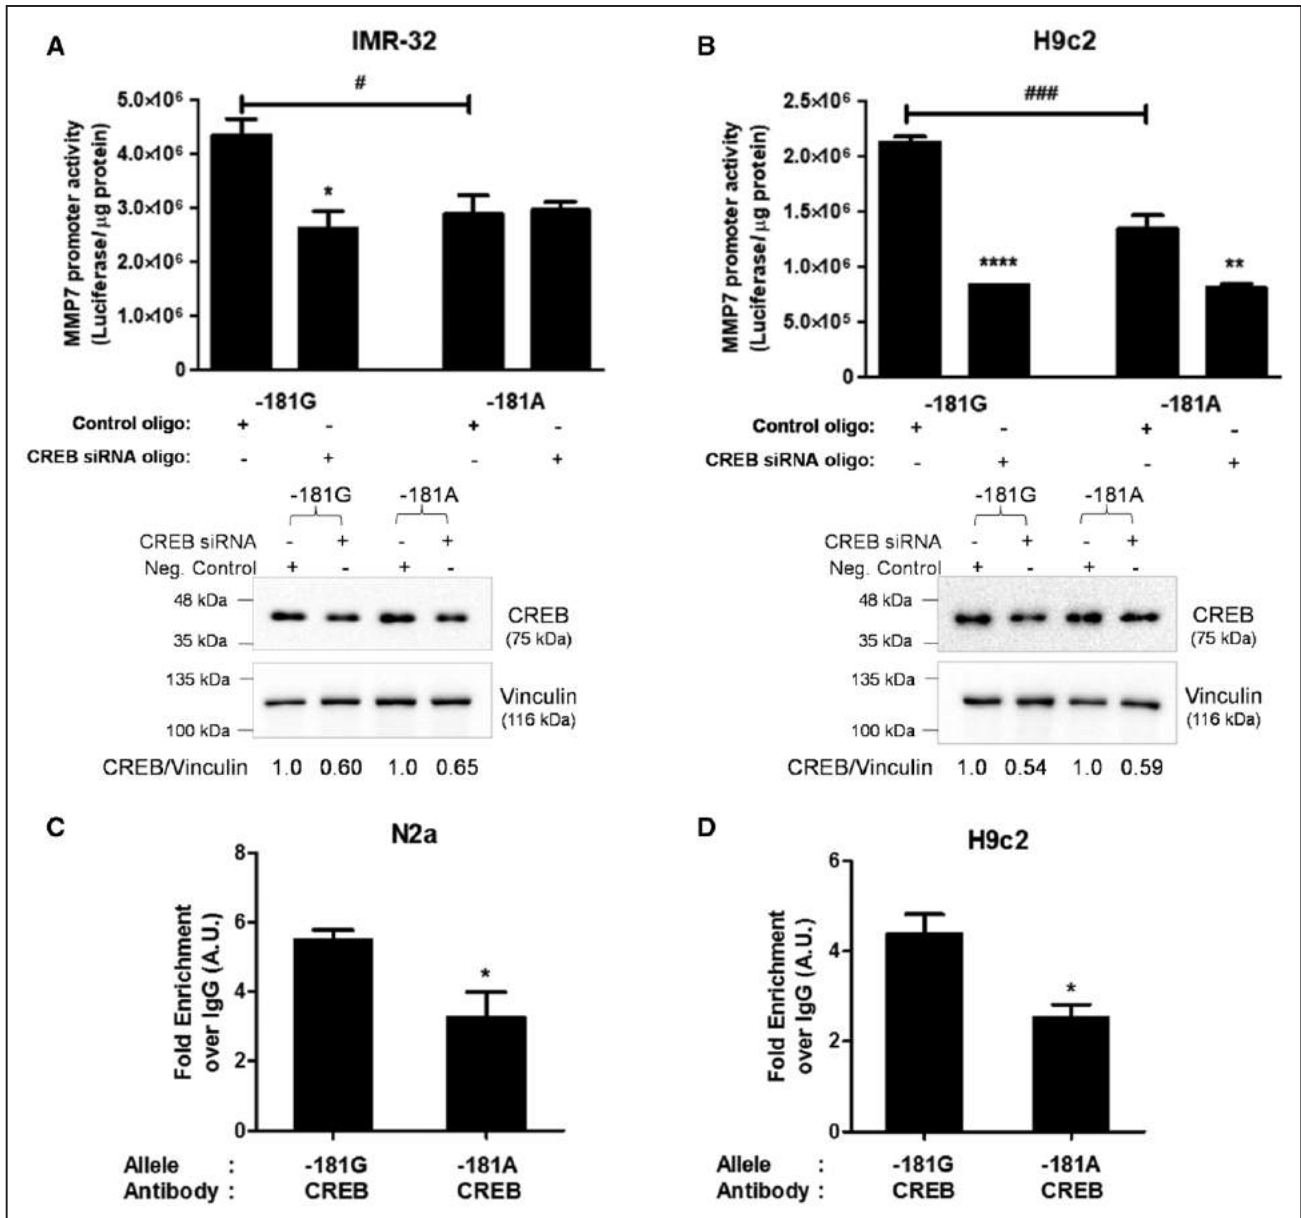 A
IMR-32
#
MMP7 promoter activity
(Luciferase/µg protein)
5.0×10⁶
4.0×10⁶
3.0×10⁶
2.0×10⁶
1.0×10⁶
0
*
-181G -181A
Control oligo: + - + -
CREB siRNA oligo: - + - +
-181G -181A
CREB siRNA - + - +
Neg. Control + - + -
48 kDa
35 kDa
CREB
(75 kDa)
135 kDa
100 kDa
Vinculin
(116 kDa)
CREB/Vinculin 1.0 0.60 1.0 0.65
B
H9c2
###
MMP7 promoter activity
(Luciferase/µg protein)
2.5×10⁶
2.0×10⁶
1.5×10⁶
1.0×10⁶
5.0×10⁵
0
****
**
-181G -181A
Control oligo: + - + -
CREB siRNA oligo: - + - +
-181G -181A
CREB siRNA - + - +
Neg. Control + - + -
48 kDa
35 kDa
CREB
(75 kDa)
135 kDa
100 kDa
Vinculin
(116 kDa)
CREB/Vinculin 1.0 0.54 1.0 0.59
C
N2a
Fold Enrichment
over IgG (A.U.)
8
6
4
2
0
*
Allele : -181G -181A
Antibody : CREB CREB
D
H9c2
Fold Enrichment
over IgG (A.U.)
6
4
2
0
*
Allele : -181G -181A
Antibody : CREB CREB